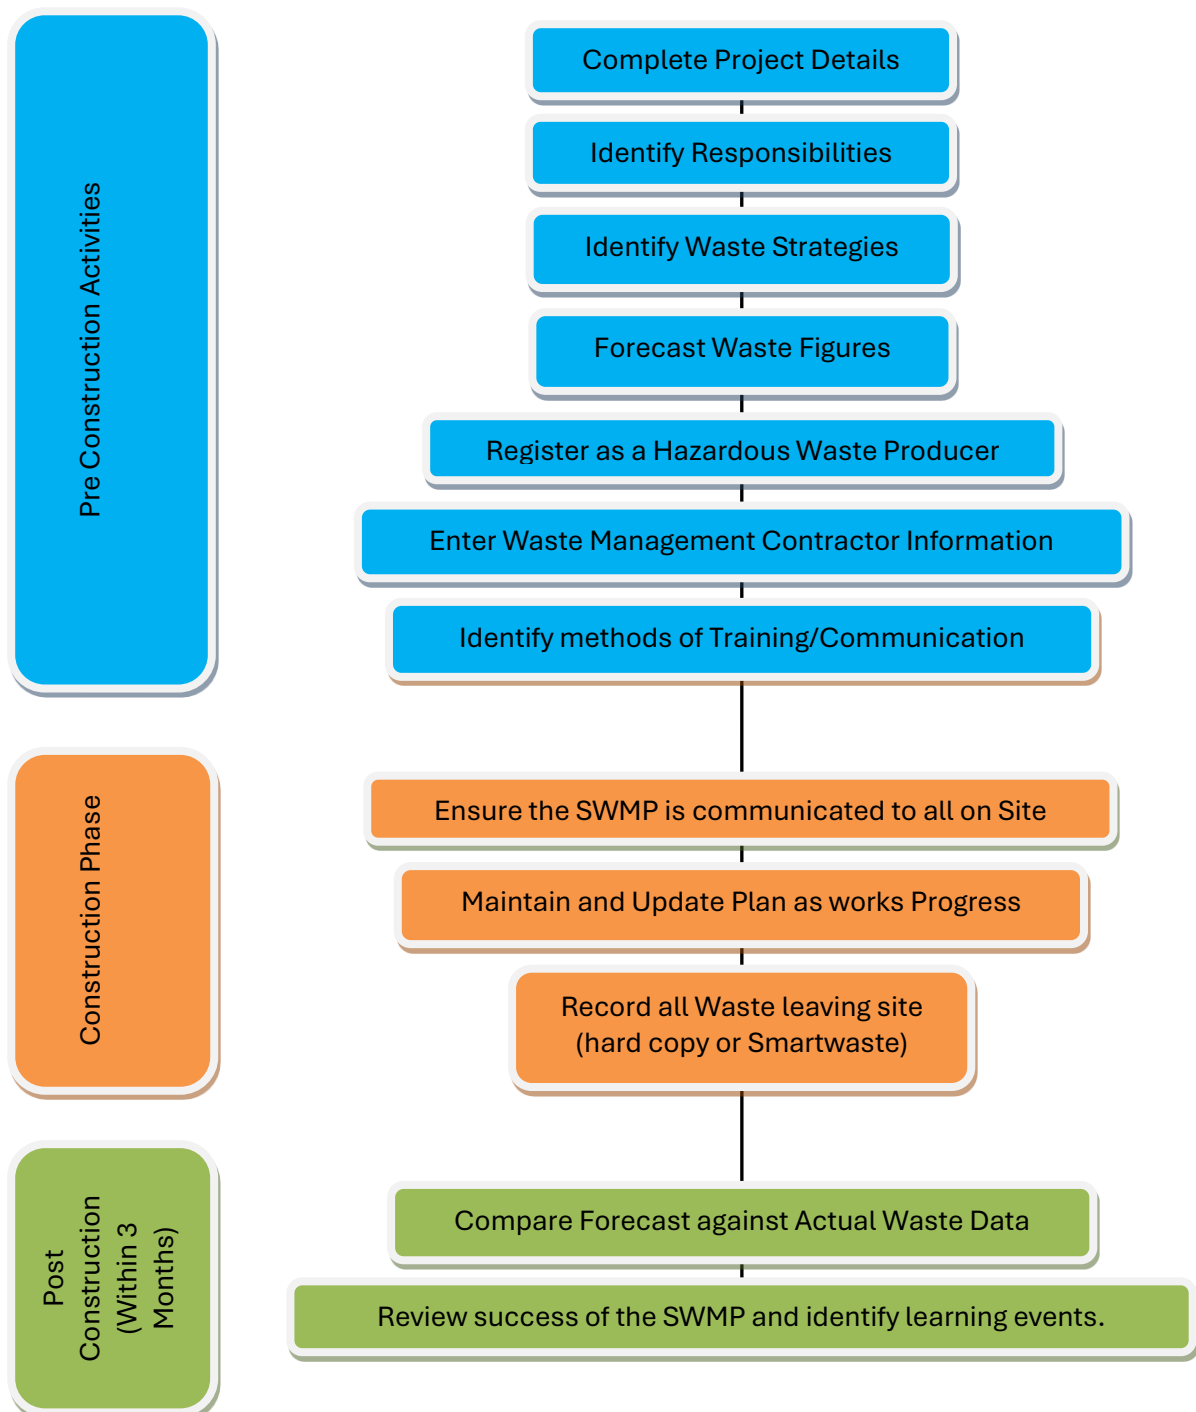 Pre Construction Activities
Complete Project Details
Identify Responsibilities
Identify Waste Strategies
Forecast Waste Figures
Register as a Hazardous Waste Producer
Enter Waste Management Contractor Information
Identify methods of Training/Communication
Construction Phase
Ensure the SWMP is communicated to all on Site
Maintain and Update Plan as works Progress
Record all Waste leaving site
(hard copy or Smartwaste)
Post
Construction
(Within 3
Months)
Compare Forecast against Actual Waste Data
Review success of the SWMP and identify learning events.